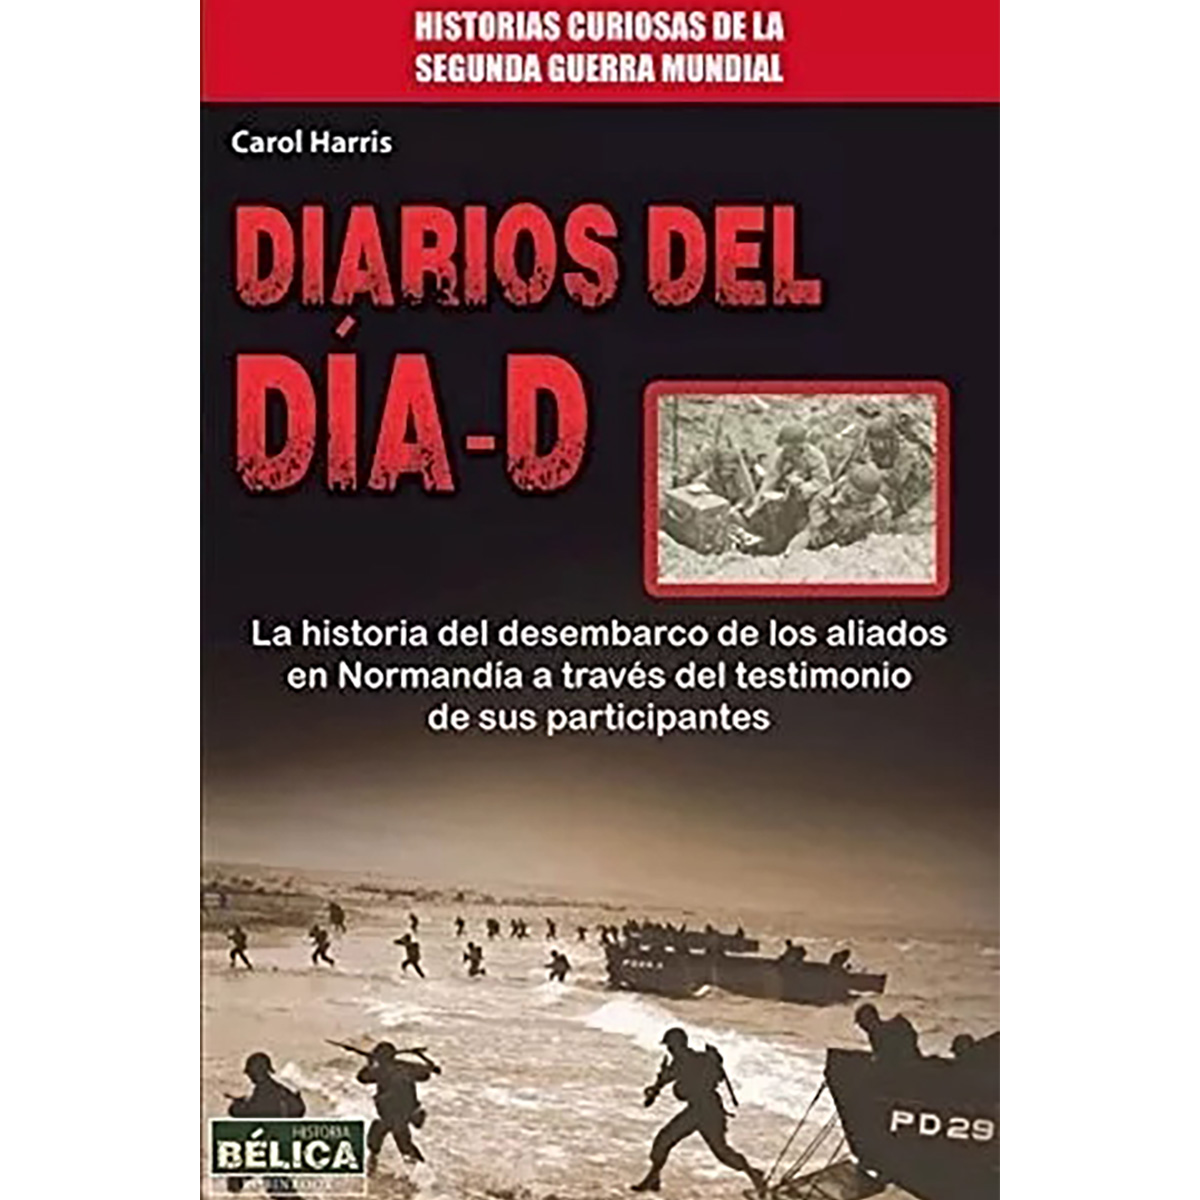 HISTORIAS CURIOSAS DE LA
SEGUNDA GUERRA MUNDIAL
Carol Harris
DIARIOS DEL
DÍA-D
La historia del desembarco de los aliados
en Normandía a través del testimonio
de sus participantes
PD29
HISTORIA
BÉLICA